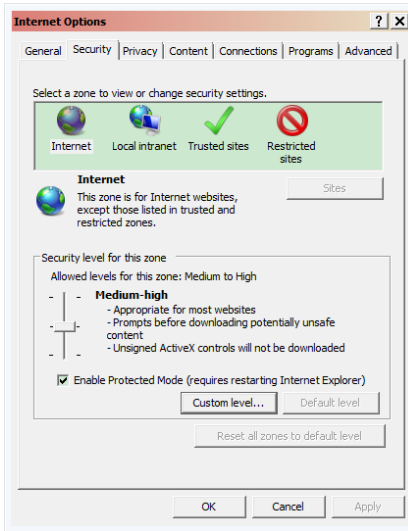 Internet Options
? X
General Security Privacy Content Connections Programs Advanced
Select a zone to view or change security settings.
Internet Local intranet Trusted sites Restricted
sites
Internet
Sites
This zone is for Internet websites,
except those listed in trusted and
restricted zones.
Security level for this zone
Allowed levels for this zone: Medium to High
Medium-high
- Appropriate for most websites
- Prompts before downloading potentially unsafe
content
- Unsigned ActiveX controls will not be downloaded
Enable Protected Mode (requires restarting Internet Explorer)
Custom level... Default level
Reset all zones to default level
OK Cancel Apply